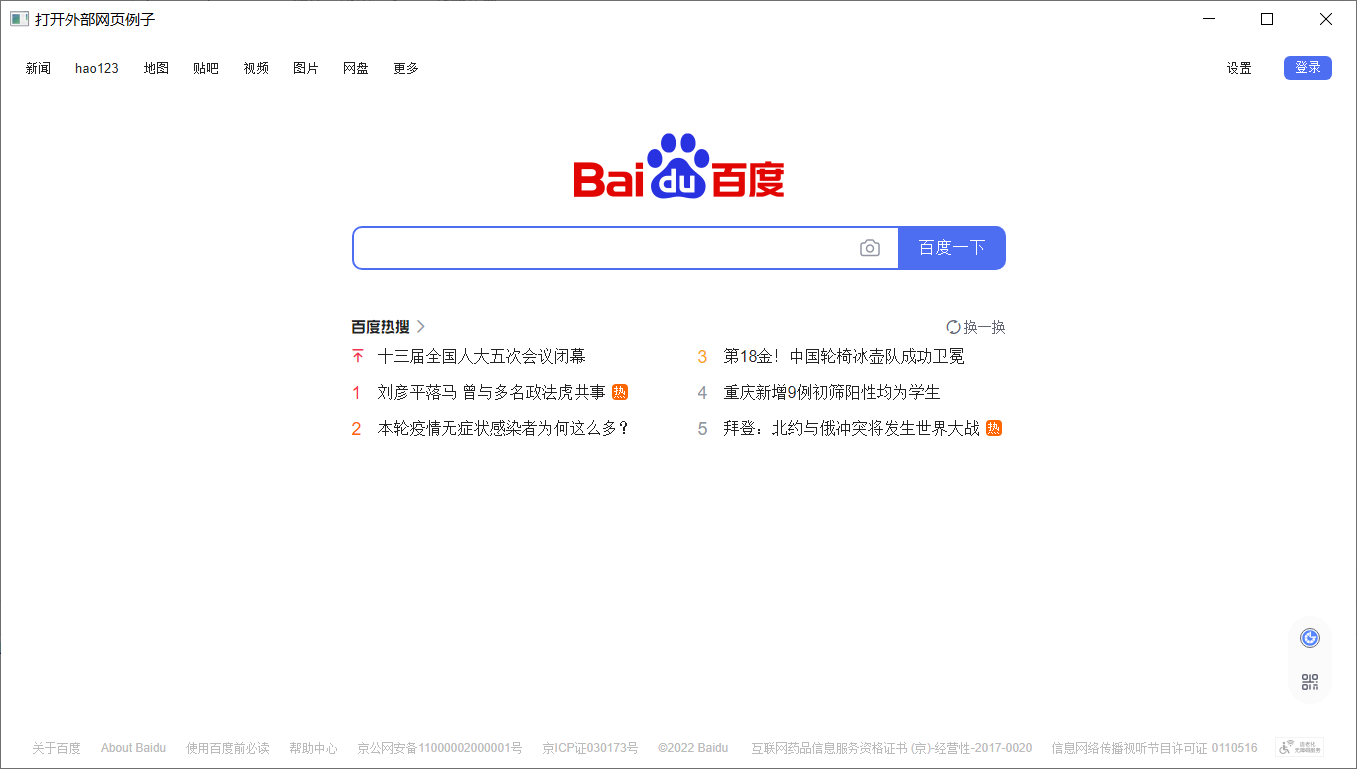 打开外部网页例子
新闻 hao123 地图 贴吧 视频 图片 网盘 更多 设置 登录
Bai du 百度
百度一下
百度热搜 换一换
十三届全国人大五次会议闭幕
1 刘彦平落马 曾与多名政法虎共事 热
2 本轮疫情无症状感染者为何这么多？
3 第18金！中国轮椅冰壶队成功卫冕
4 重庆新增9例初筛阳性均为学生
5 拜登：北约与俄冲突将发生世界大战 热
关于百度 About Baidu 使用百度前必读 帮助中心 京公网安备11000002000001号 京ICP证030173号 ©2022 Baidu 互联网药品信息服务资格证书 (京)-经营性-2017-0020 信息网络传播视听节目许可证 0110516